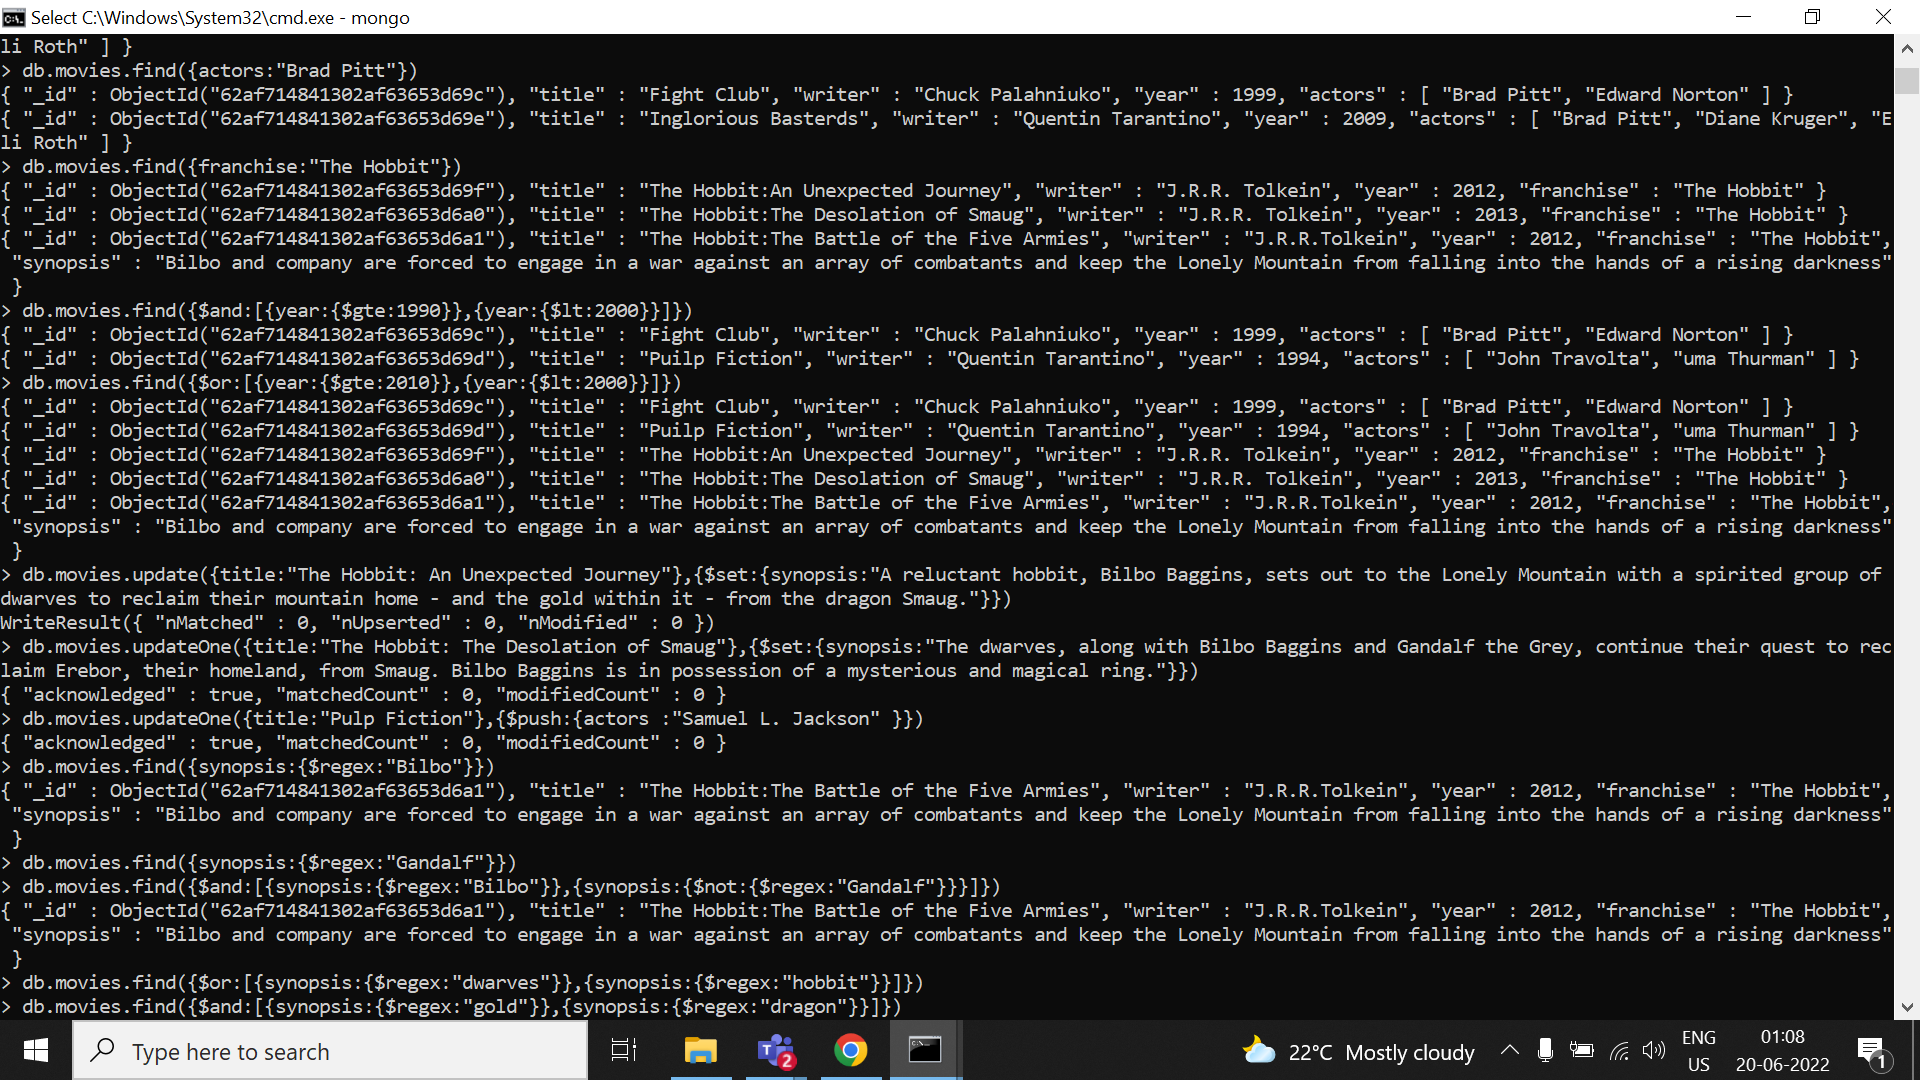 Select C:\Windows\System32\cmd.exe - mongo
li Roth" ] }
> db.movies.find({actors:"Brad Pitt"})
{ "_id" : ObjectId("62af714841302af63653d69c"), "title" : "Fight Club", "writer" : "Chuck Palahniuko", "year" : 1999, "actors" : [ "Brad Pitt", "Edward Norton" ] }
{ "_id" : ObjectId("62af714841302af63653d69e"), "title" : "Inglorious Basterds", "writer" : "Quentin Tarantino", "year" : 2009, "actors" : [ "Brad Pitt", "Diane Kruger", "E
li Roth" ] }
> db.movies.find({franchise:"The Hobbit"})
{ "_id" : ObjectId("62af714841302af63653d69f"), "title" : "The Hobbit:An Unexpected Journey", "writer" : "J.R.R. Tolkein", "year" : 2012, "franchise" : "The Hobbit" }
{ "_id" : ObjectId("62af714841302af63653d6a0"), "title" : "The Hobbit:The Desolation of Smaug", "writer" : "J.R.R. Tolkein", "year" : 2013, "franchise" : "The Hobbit" }
{ "_id" : ObjectId("62af714841302af63653d6a1"), "title" : "The Hobbit:The Battle of the Five Armies", "writer" : "J.R.R.Tolkein", "year" : 2012, "franchise" : "The Hobbit",
"synopsis" : "Bilbo and company are forced to engage in a war against an array of combatants and keep the Lonely Mountain from falling into the hands of a rising darkness"
}
> db.movies.find({$and:[{year:{$gte:1990}},{year:{$lt:2000}}]})
{ "_id" : ObjectId("62af714841302af63653d69c"), "title" : "Fight Club", "writer" : "Chuck Palahniuko", "year" : 1999, "actors" : [ "Brad Pitt", "Edward Norton" ] }
{ "_id" : ObjectId("62af714841302af63653d69d"), "title" : "Puilp Fiction", "writer" : "Quentin Tarantino", "year" : 1994, "actors" : [ "John Travolta", "uma Thurman" ] }
> db.movies.find({$or:[{year:{$gte:2010}},{year:{$lt:2000}}]})
{ "_id" : ObjectId("62af714841302af63653d69c"), "title" : "Fight Club", "writer" : "Chuck Palahniuko", "year" : 1999, "actors" : [ "Brad Pitt", "Edward Norton" ] }
{ "_id" : ObjectId("62af714841302af63653d69d"), "title" : "Puilp Fiction", "writer" : "Quentin Tarantino", "year" : 1994, "actors" : [ "John Travolta", "uma Thurman" ] }
{ "_id" : ObjectId("62af714841302af63653d69f"), "title" : "The Hobbit:An Unexpected Journey", "writer" : "J.R.R. Tolkein", "year" : 2012, "franchise" : "The Hobbit" }
{ "_id" : ObjectId("62af714841302af63653d6a0"), "title" : "The Hobbit:The Desolation of Smaug", "writer" : "J.R.R. Tolkein", "year" : 2013, "franchise" : "The Hobbit" }
{ "_id" : ObjectId("62af714841302af63653d6a1"), "title" : "The Hobbit:The Battle of the Five Armies", "writer" : "J.R.R.Tolkein", "year" : 2012, "franchise" : "The Hobbit",
"synopsis" : "Bilbo and company are forced to engage in a war against an array of combatants and keep the Lonely Mountain from falling into the hands of a rising darkness"
}
> db.movies.update({title:"The Hobbit: An Unexpected Journey"},{$set:{synopsis:"A reluctant hobbit, Bilbo Baggins, sets out to the Lonely Mountain with a spirited group of
dwarves to reclaim their mountain home - and the gold within it - from the dragon Smaug."}})
WriteResult({ "nMatched" : 0, "nUpserted" : 0, "nModified" : 0 })
> db.movies.updateOne({title:"The Hobbit: The Desolation of Smaug"},{$set:{synopsis:"The dwarves, along with Bilbo Baggins and Gandalf the Grey, continue their quest to rec
laim Erebor, their homeland, from Smaug. Bilbo Baggins is in possession of a mysterious and magical ring."}})
{ "acknowledged" : true, "matchedCount" : 0, "modifiedCount" : 0 }
> db.movies.updateOne({title:"Pulp Fiction"},{$push:{actors :"Samuel L. Jackson" }})
{ "acknowledged" : true, "matchedCount" : 0, "modifiedCount" : 0 }
> db.movies.find({synopsis:{$regex:"Bilbo"}})
{ "_id" : ObjectId("62af714841302af63653d6a1"), "title" : "The Hobbit:The Battle of the Five Armies", "writer" : "J.R.R.Tolkein", "year" : 2012, "franchise" : "The Hobbit",
"synopsis" : "Bilbo and company are forced to engage in a war against an array of combatants and keep the Lonely Mountain from falling into the hands of a rising darkness"
}
> db.movies.find({synopsis:{$regex:"Gandalf"}})
> db.movies.find({$and:[{synopsis:{$regex:"Bilbo"}},{synopsis:{$not:{$regex:"Gandalf"}}}]})
{ "_id" : ObjectId("62af714841302af63653d6a1"), "title" : "The Hobbit:The Battle of the Five Armies", "writer" : "J.R.R.Tolkein", "year" : 2012, "franchise" : "The Hobbit",
"synopsis" : "Bilbo and company are forced to engage in a war against an array of combatants and keep the Lonely Mountain from falling into the hands of a rising darkness"
}
> db.movies.find({$or:[{synopsis:{$regex:"dwarves"}},{synopsis:{$regex:"hobbit"}}]})
> db.movies.find({$and:[{synopsis:{$regex:"gold"}},{synopsis:{$regex:"dragon"}}]})
Type here to search
T 2
22°C Mostly cloudy
ENG
US
01:08
20-06-2022
1